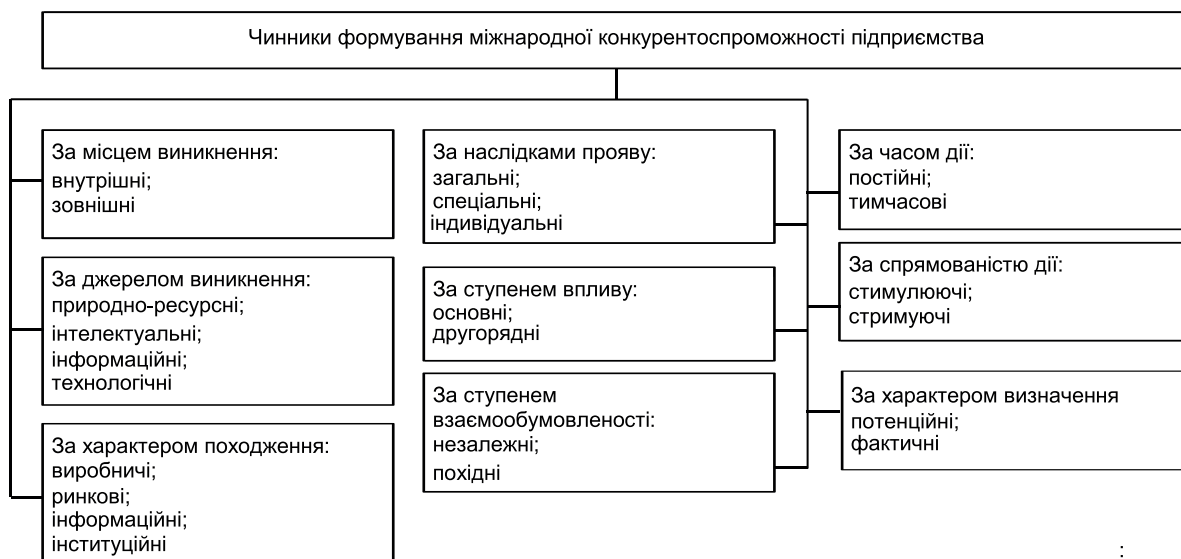 Чинники формування міжнародної конкурентоспроможності підприємства
За місцем виникнення:
внутрішні;
зовнішні
За джерелом виникнення:
природно-ресурсні;
інтелектуальні;
інформаційні;
технологічні
За характером походження:
виробничі;
ринкові;
інформаційні;
інституційні
За наслідками прояву:
загальні;
спеціальні;
індивідуальні
За ступенем впливу:
основні;
другорядні
За ступенем
взаємообумовленості:
незалежні;
похідні
За часом дії:
постійні;
тимчасові
За спрямованістю дії:
стимулюючі;
стримуючі
За характером визначення
потенційні;
фактичні
: